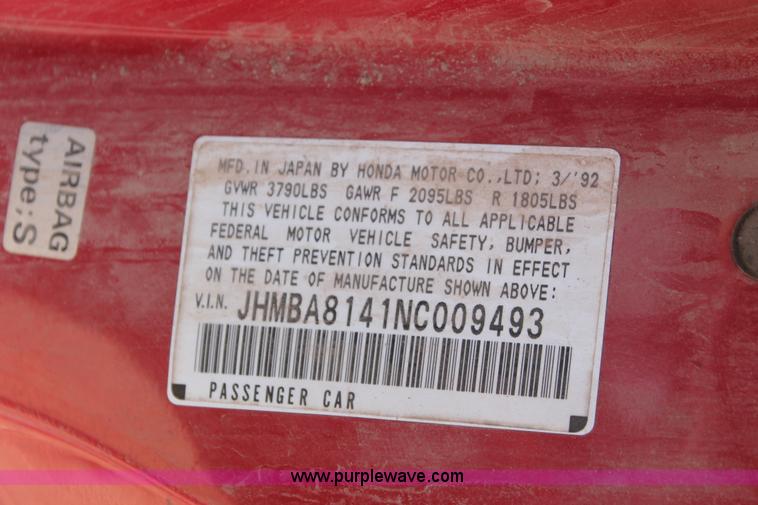 AIRBAG
type;S
MFD.IN JAPAN BY HONDA MOTOR CO.,LTD; 3/'92
GVWR 3790LBS GAWR F 2095LBS R 1805LBS
THIS VEHICLE CONFORMS TO ALL APPLICABLE
FEDERAL MOTOR VEHICLE SAFETY, BUMPER,
AND THEFT PREVENTION STANDARDS IN EFFECT
ON THE DATE OF MANUFACTURE SHOWN ABOVE:
V.I.N. JHMBA8141NC009493
PASSENGER CAR
www.purplewave.com